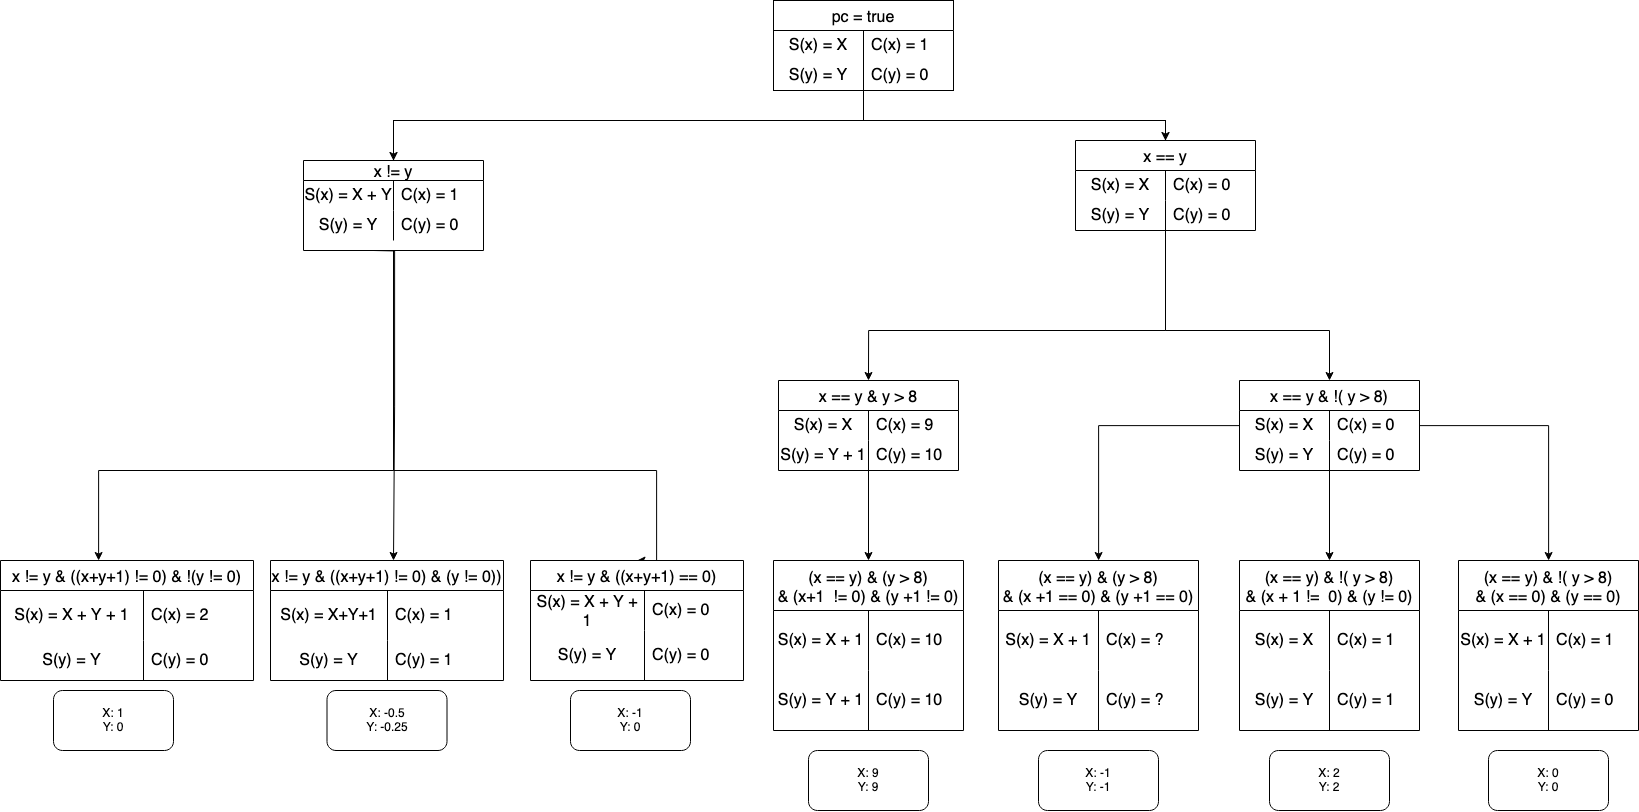 pc = true
S(x) = X
C(x) = 1
S(y) = Y
C(y) = 0
x != y
S(x) = X + Y
C(x) = 1
S(y) = Y
C(y) = 0
x == y
S(x) = X
C(x) = 0
S(y) = Y
C(y) = 0
x == y & y > 8
S(x) = X
C(x) = 9
S(y) = Y + 1
C(y) = 10
x == y & !( y > 8)
S(x) = X
C(x) = 0
S(y) = Y
C(y) = 0
x != y & ((x+y+1) != 0) & !(y != 0)
S(x) = X + Y + 1
C(x) = 2
S(y) = Y
C(y) = 0
X: 1
Y: 0
x != y & ((x+y+1) != 0) & (y != 0))
S(x) = X+Y+1
C(x) = 1
S(y) = Y
C(y) = 1
X: -0.5
Y: -0.25
x != y & ((x+y+1) == 0)
S(x) = X + Y +
1
C(x) = 0
S(y) = Y
C(y) = 0
X: -1
Y: 0
(x == y) & (y > 8)
& (x+1 != 0) & (y +1 != 0)
S(x) = X + 1
C(x) = 10
S(y) = Y + 1
C(y) = 10
X: 9
Y: 9
(x == y) & (y > 8)
& (x +1 == 0) & (y +1 == 0)
S(x) = X + 1
C(x) = ?
S(y) = Y
C(y) = ?
X: -1
Y: -1
(x == y) & !( y > 8)
& (x + 1 != 0) & (y != 0)
S(x) = X
C(x) = 1
S(y) = Y
C(y) = 1
X: 2
Y: 2
(x == y) & !( y > 8)
& (x == 0) & (y == 0)
S(x) = X + 1
C(x) = 1
S(y) = Y
C(y) = 0
X: 0
Y: 0